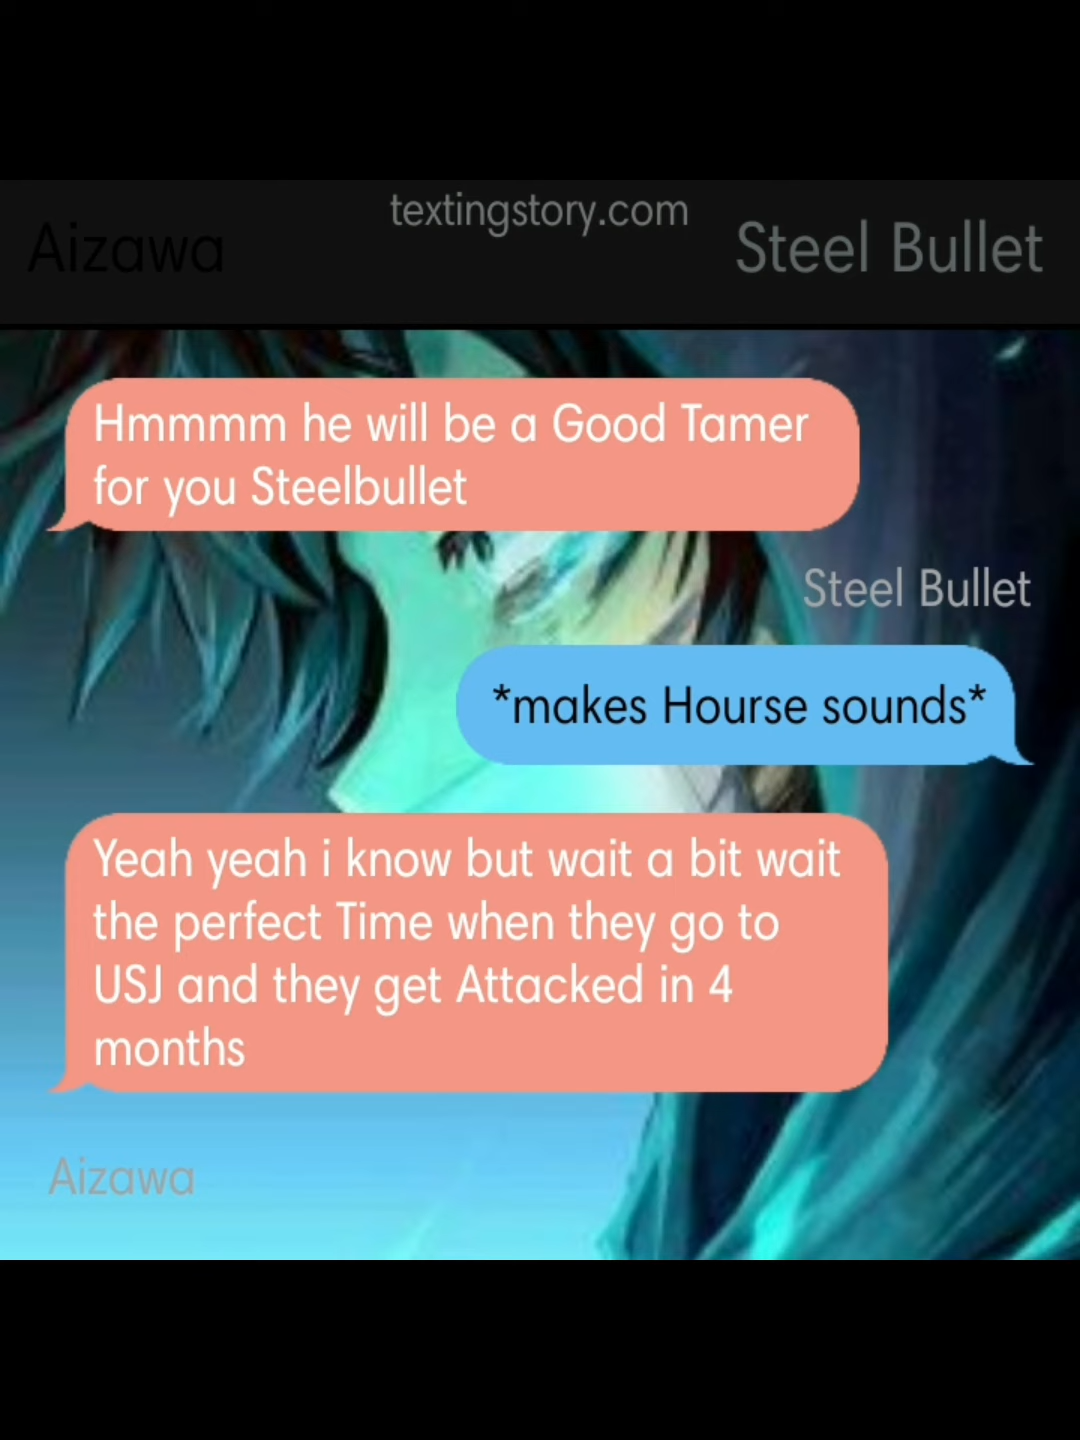 textingstory.com
Aizawa
Steel Bullet
Hmmmm he will be a Good Tamer
for you Steelbullet
Steel Bullet
*makes Hourse sounds*
Yeah yeah i know but wait a bit wait
the perfect Time when they go to
USJ and they get Attacked in 4
months
Aizawa